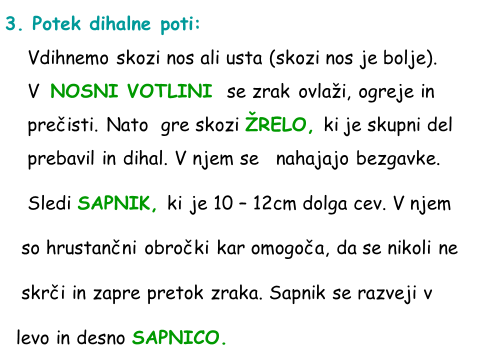 3. Potek dihalne poti:
Vdihnemo skozi nos ali usta (skozi nos je bolje).
V NOSNI VOTLINI se zrak ovlaži, ogreje in
prečisti. Nato gre skozi ŽRELO, ki je skupni del
prebavil in dihal. V njem se nahajajo bezgavke.
Sledi SAPNIK, ki je 10 – 12cm dolga cev. V njem
so hrustančni obročki kar omogoča, da se nikoli ne
skrči in zapre pretok zraka. Sapnik se razveji v
levo in desno SAPNICO.